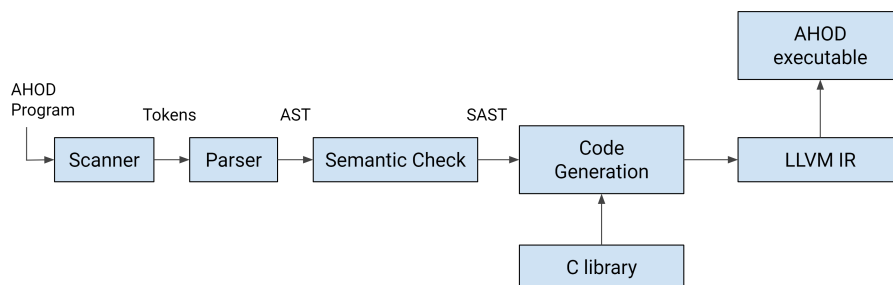 AHOD
executable
AHOD
Program
Tokens
AST
SAST
Scanner
Parser
Semantic Check
Code
Generation
LLVM IR
C library